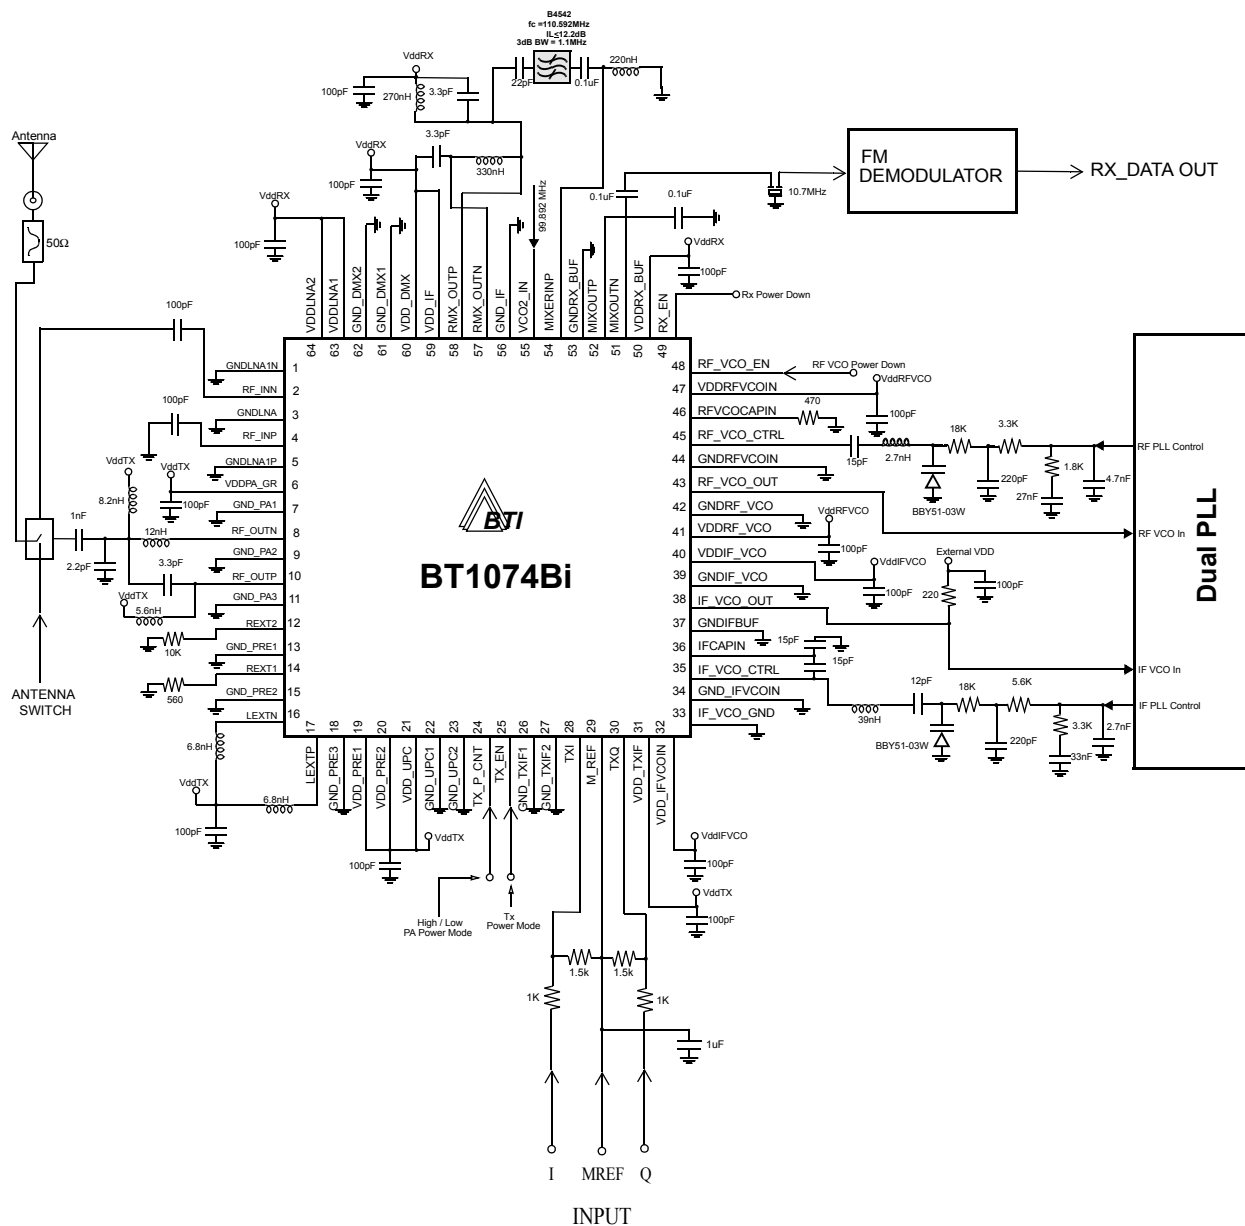 B4542
fc =110.592MHz
IL≤12.2dB
3dB BW = 1.1MHz
VddRX
100pF
270nH
3.3pF
22pF
0.1uF
220nH
Antenna
50Ω
VddRX
3.3pF
330nH
100pF
99.892 MHz
0.1uF
0.1uF
10.7MHz
FM
DEMODULATOR
RX_DATA OUT
VddRX
100pF
VddRX
100pF
Rx Power Down
VDDLNA2
VDDLNA1
GND_DMX2
GND_DMX1
VDD_DMX
VDD_IF
RMX_OUTP
RMX_OUTN
GND_IF
VCO2_IN
MIXERINP
GNDRX_BUF
MIXOUTP
MIXOUTN
VDDRX_BUF
RX_EN
64 63 62 61 60 59 58 57 56 55 54 53 52 51 50 49
100pF
GNDLNA1N 1
RF_INN 2
100pF
GNDLNA 3
RF_INP 4
GNDLNA1P 5
VddTX
VddTX
VDDPA_GR 6
8.2nH
100pF
GND_PA1 7
1nF
12nH
RF_OUTN 8
2.2pF
GND_PA2 9
3.3pF
RF_OUTP 10
VddTX
5.6nH
GND_PA3 11
REXT2 12
10K
GND_PRE1 13
REXT1 14
560
GND_PRE2 15
LEXTN 16
ANTENNA
SWITCH
6.8nH
VddTX
6.8nH
100pF
BTI
BT1074Bi
48 RF_VCO_EN
RF VCO Power Down
47 VDDRFVCOIN
VddRFVCO
100pF
46 RFVCOCAPIN
470
45 RF_VCO_CTRL
15pF
2.7nH
18K
3.3K
BBY51-03W
220pF
1.8K
27nF
4.7nF
RF PLL Control
44 GNDRFVCOIN
43 RF_VCO_OUT
RF VCO In
42 GNDRF_VCO
41 VDDRF_VCO
VddRFVCO
100pF
40 VDDIF_VCO
VddIFVCO
100pF
External VDD
100pF
220
39 GNDIF_VCO
38 IF_VCO_OUT
IF VCO In
37 GNDIFBUF
36 IFCAPIN
15pF
15pF
35 IF_VCO_CTRL
39nH
12pF
18K
5.6K
BBY51-03W
220pF
3.3K
33nF
2.7nF
IF PLL Control
34 GND_IFVCOIN
33 IF_VCO_GND
Dual PLL
17 18 19 20 21 22 23 24 25 26 27 28 29 30 31 32
LEXTP
GND_PRE3
VDD_PRE1
VDD_PRE2
VDD_UPC
GND_UPC1
GND_UPC2
TX_P_CNT
TX_EN
GND_TXIF1
GND_TXIF2
TXI
M_REF
TXQ
VDD_TXIF
VDD_IFVCOIN
VddTX
100pF
High / Low
PA Power Mode
Tx
Power Mode
VddIFVCO
100pF
VddTX
100pF
1.5k
1.5k
1K
1K
1uF
I
MREF
Q
INPUT